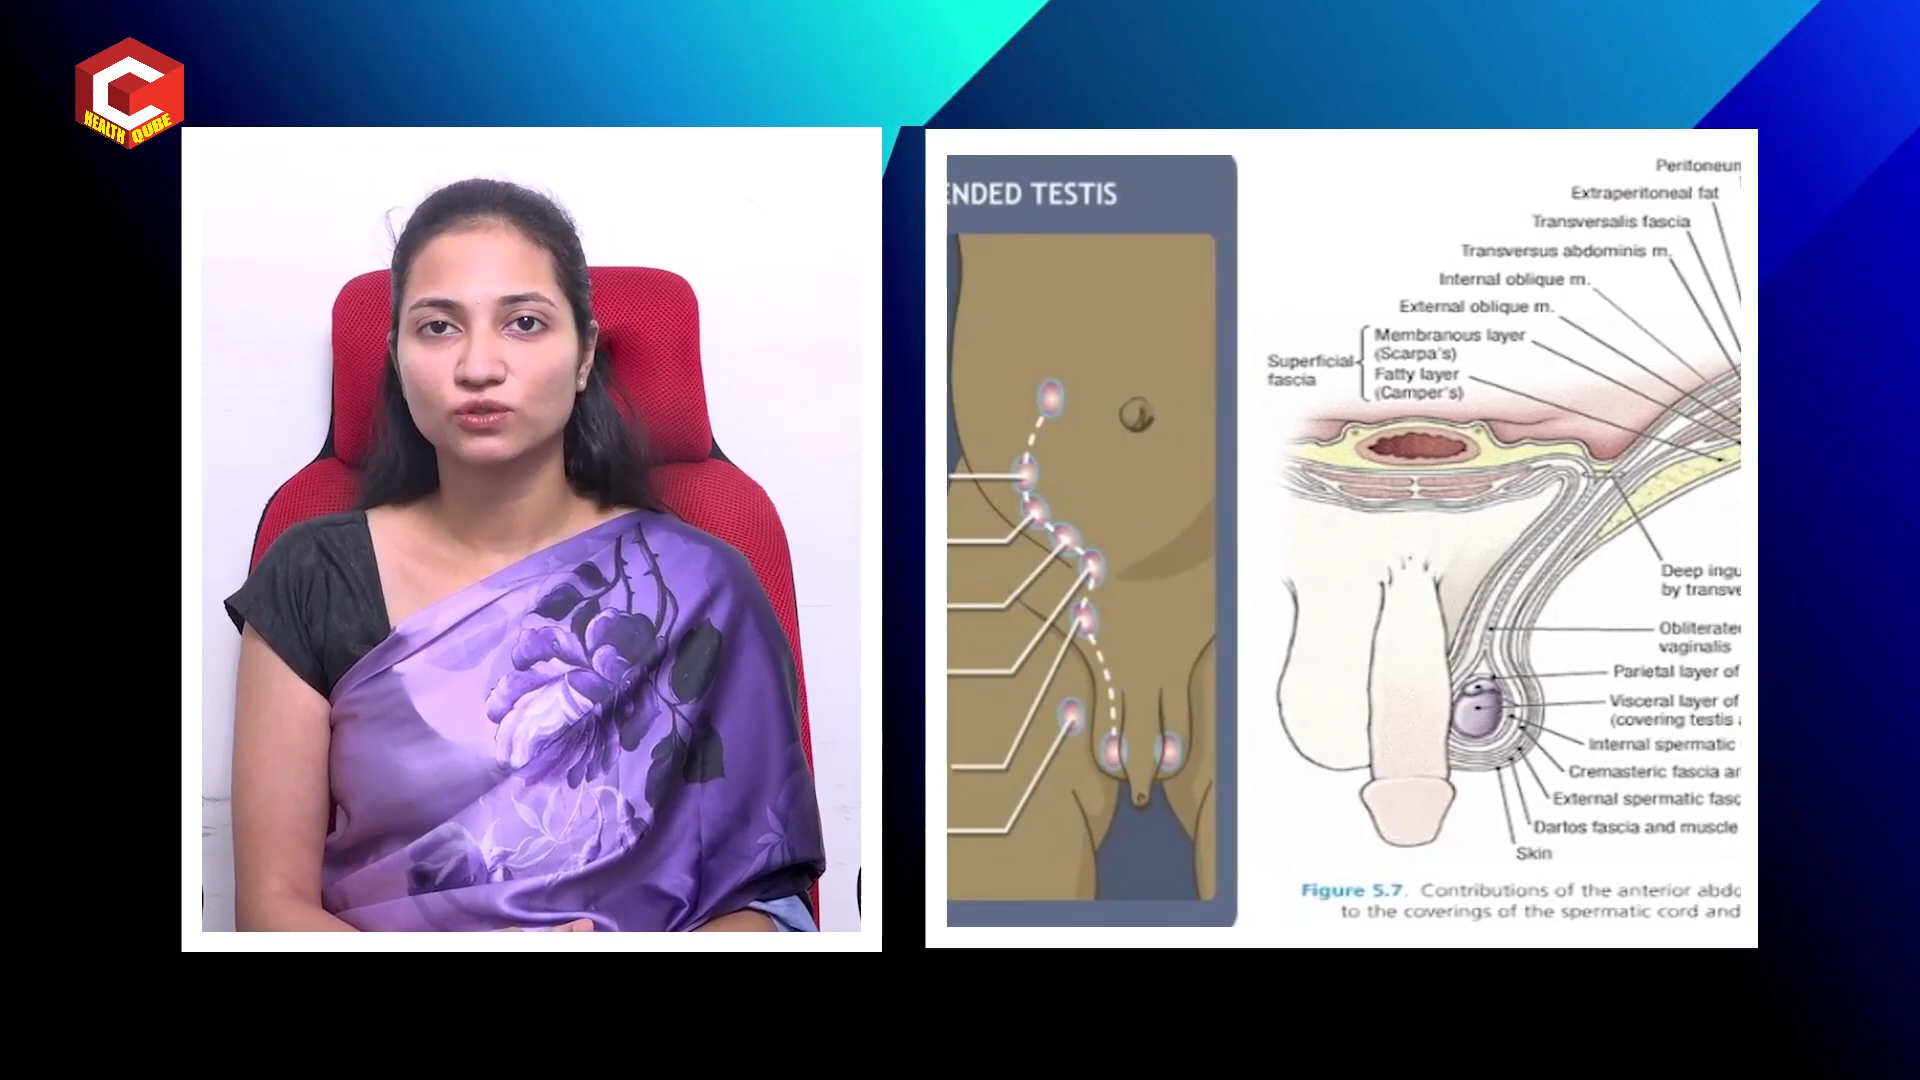 HEALTH QUBE
ENDED TESTIS
Peritoneum
Extraperitoneal fat
Transversalis fascia
Transversus abdominis m.
Internal oblique m.
External oblique m.
Superficial
fascia
Membranous layer
(Scarpa's)
Fatty layer
(Camper's)
Deep ingu
by transve
Obliterate
vaginalis
Parietal layer of
Visceral layer of
(covering testis a
Internal spermatic
Cremasteric fascia an
External spermatic fasc
Dartos fascia and muscle
Skin
Figure 5.7. Contributions of the anterior abdo
to the coverings of the spermatic cord and